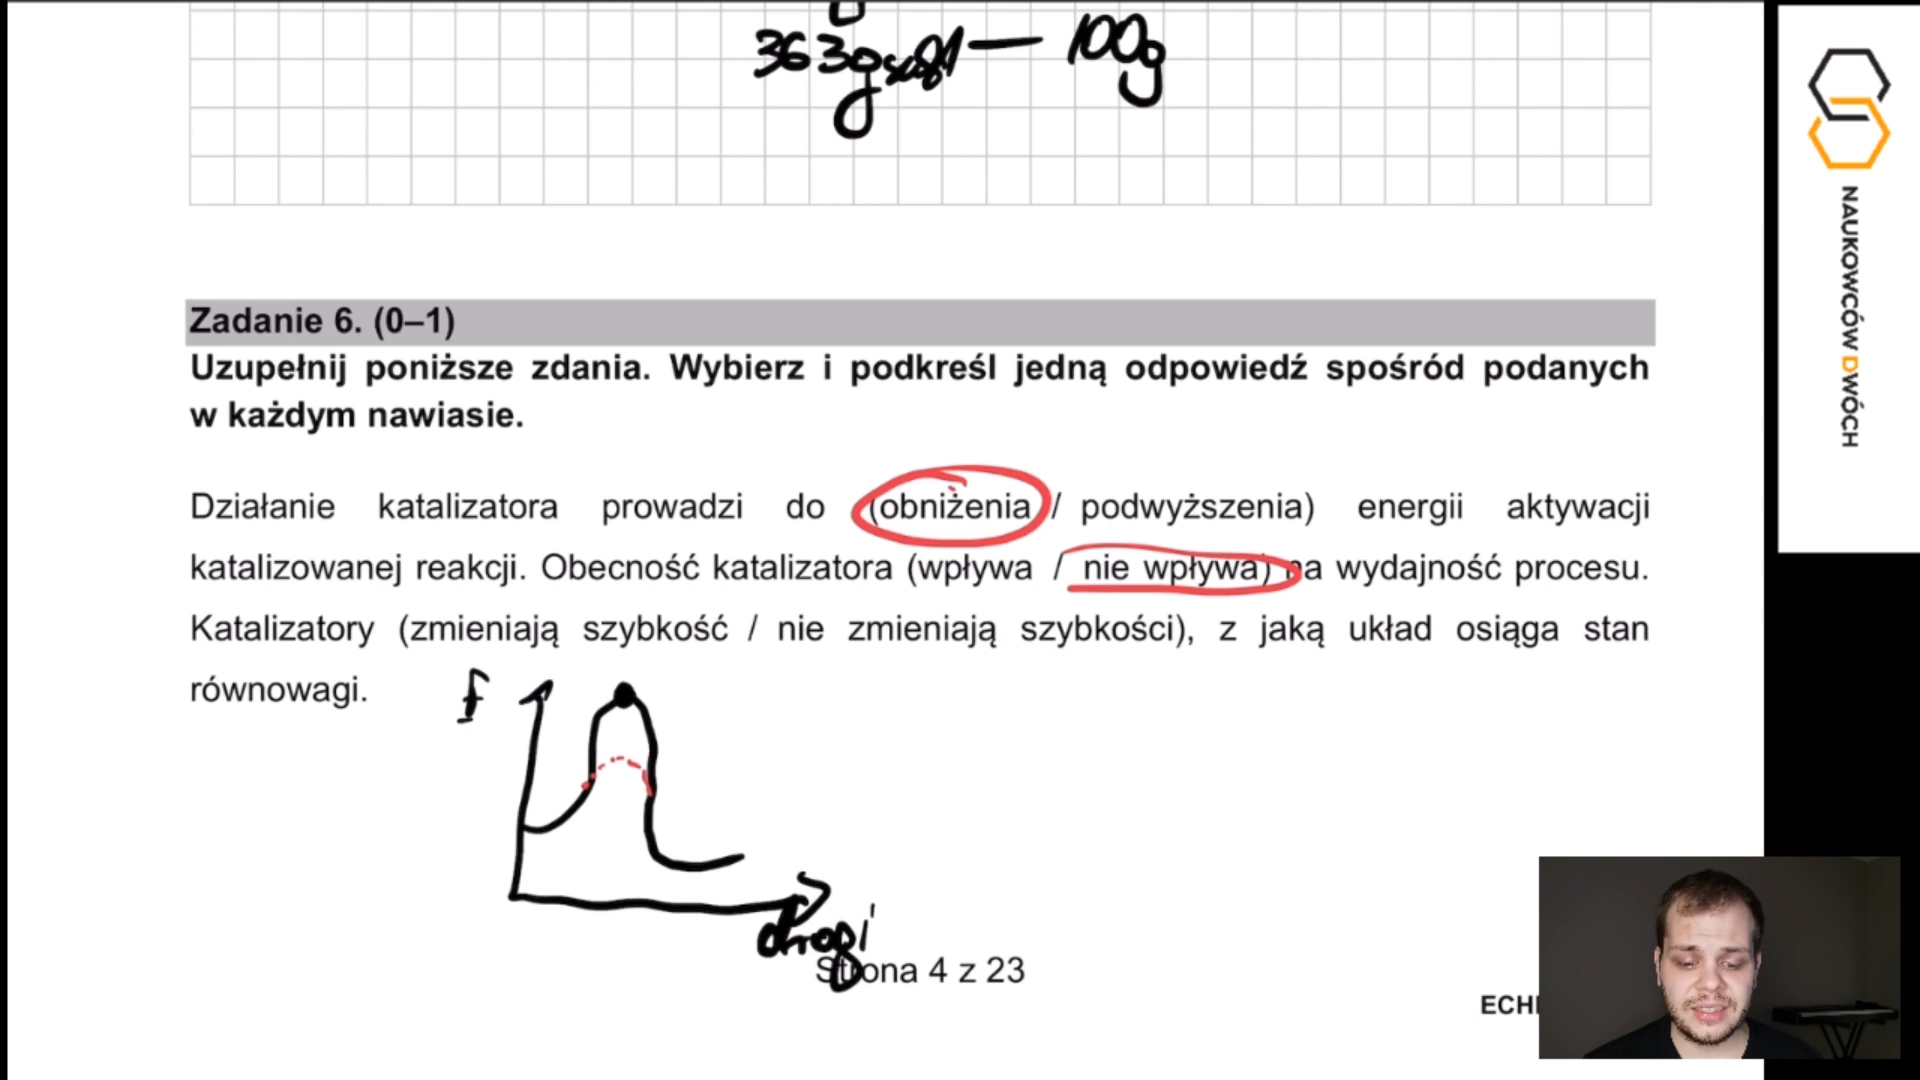 363g — 100g
Zadanie 6. (0–1)
Uzupełnij poniższe zdania. Wybierz i podkreśl jedną odpowiedź spośród podanych
w każdym nawiasie.
Działanie katalizatora prowadzi do (obniżenia / podwyższenia) energii aktywacji
katalizowanej reakcji. Obecność katalizatora (wpływa / nie wpływa) na wydajność procesu.
Katalizatory (zmieniają szybkość / nie zmieniają szybkości), z jaką układ osiąga stan
równowagi.
Strona 4 z 23
NAUKOWCÓW DWÓCH